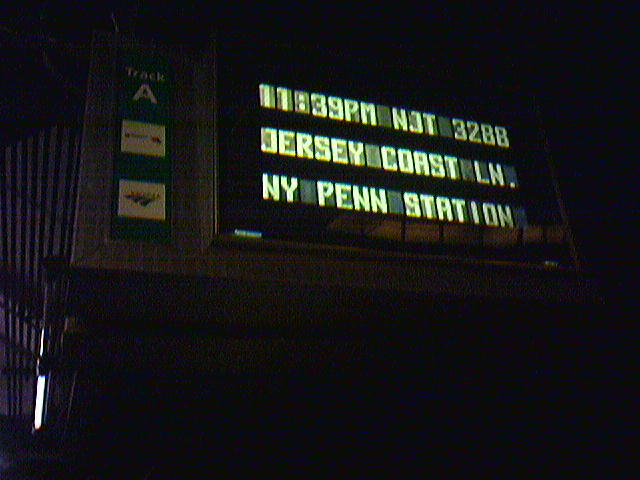 Track
A
11:39PM NJT 3288
JERSEY COAST LN.
NY PENN STATION